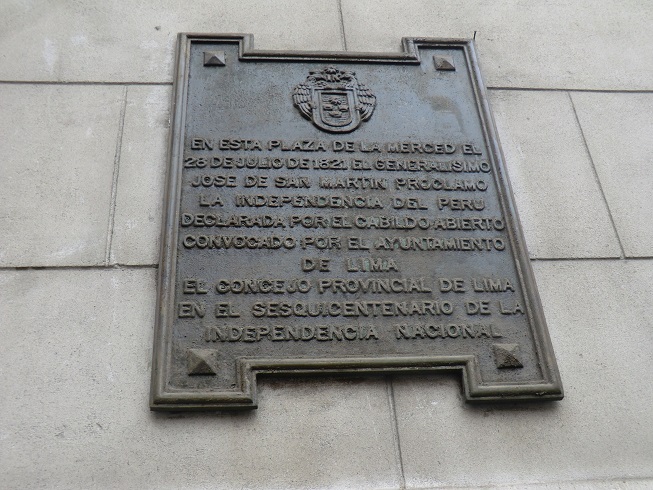 EN ESTA PLAZA DE LA MERCED EL
28 DE JULIO DE 1821 EL GENERALISIMO
JOSE DE SAN MARTIN PROCLAMO
LA INDEPENDENCIA DEL PERU
DECLARADA POR EL CABILDO ABIERTO
CONVOCADO POR EL AYUNTAMIENTO
DE LIMA
EL CONCEJO PROVINCIAL DE LIMA
EN EL SESQUICENTENARIO DE LA
INDEPENDENCIA NACIONAL